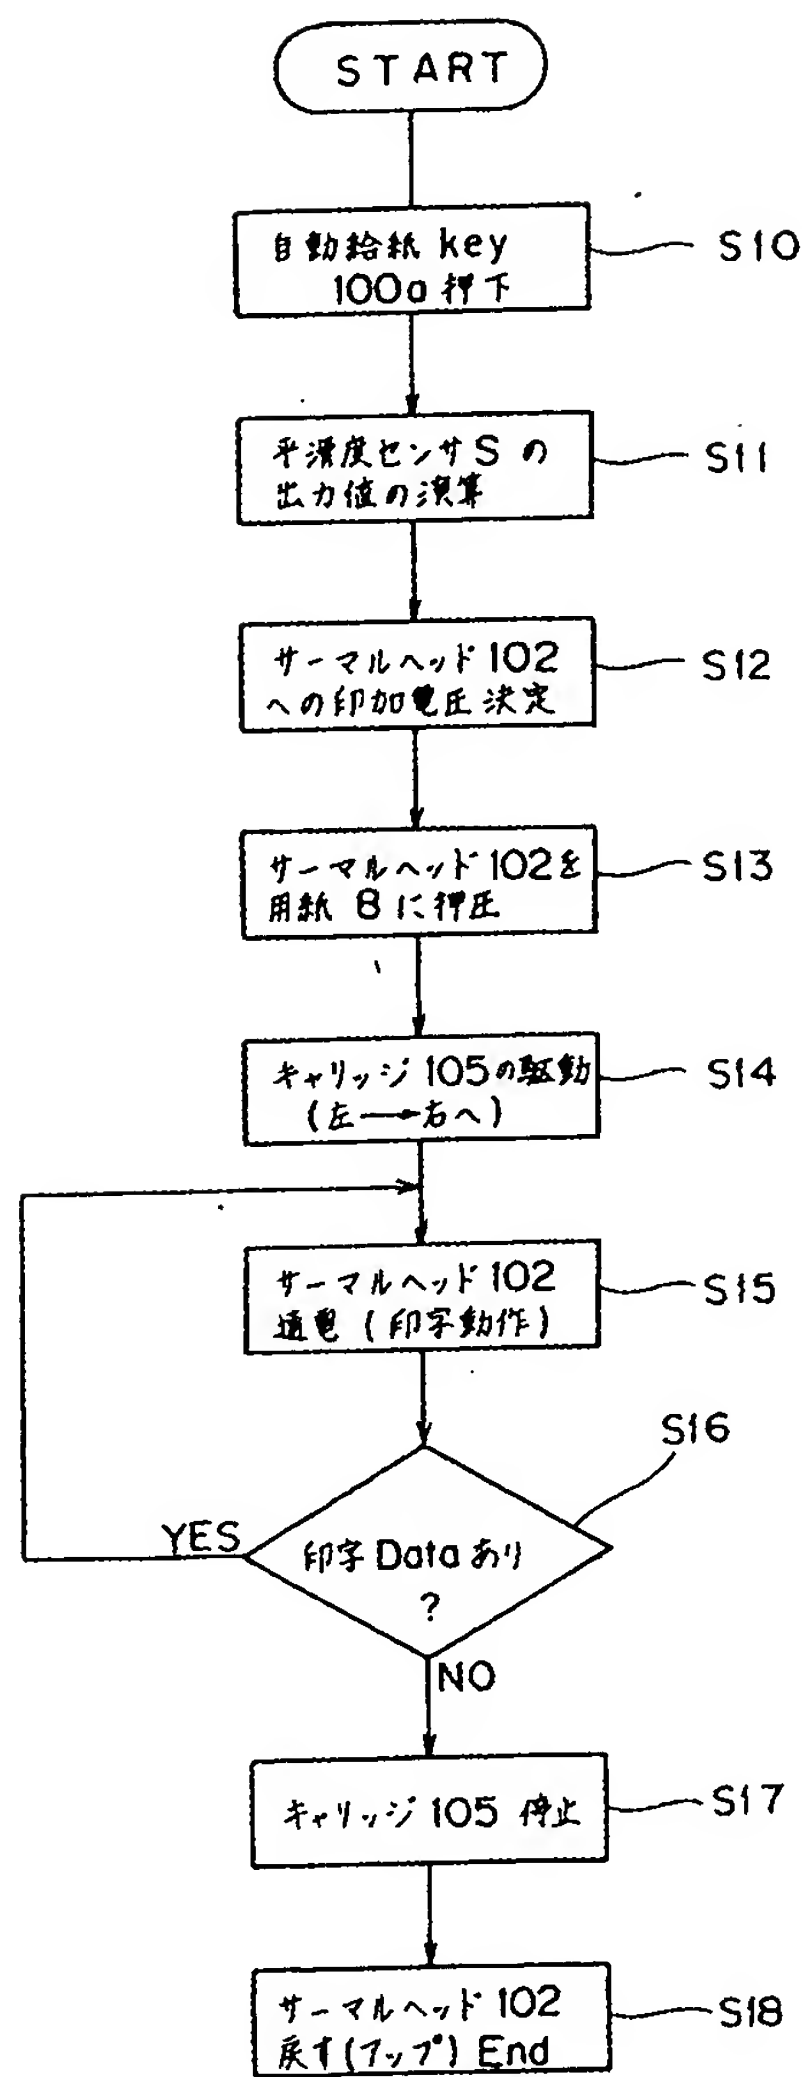 START
自動給紙 key
100a 押下
S10
平滑度センサ S の
出力値の演算
S11
サーマルヘッド 102
への印加電圧決定
S12
サーマルヘッド 102を
用紙 8 に押圧
S13
キャリッジ 105の駆動
(左→右へ)
S14
サーマルヘッド 102
通電 (印字動作)
S15
S16
YES
印字 Data あり
?
NO
キャリッジ 105 停止
S17
サーマルヘッド 102
戻す(アップ) End
S18